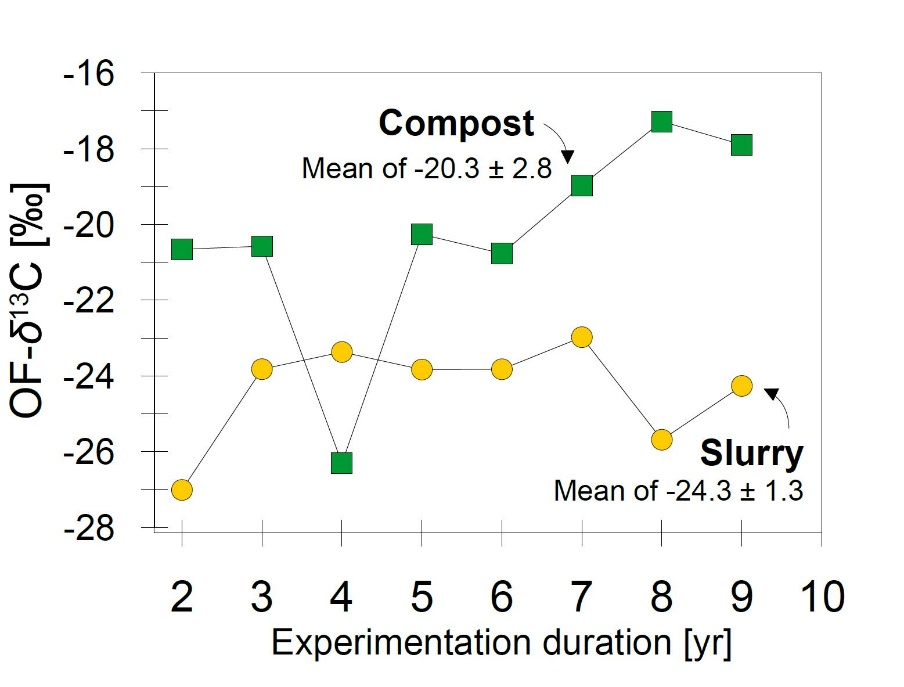 -16
-18
-20
-22
-24
-26
-28
OF-δ¹³C [‰]
Compost
Mean of -20.3 ± 2.8
Slurry
Mean of -24.3 ± 1.3
2 3 4 5 6 7 8 9 10
Experimentation duration [yr]